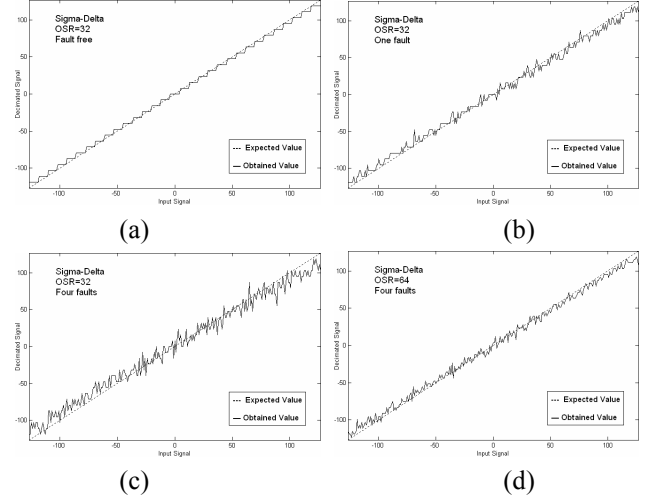 Sigma-Delta
OSR=32
Fault free
Decimated Signal
100
50
0
-50
-100
-100
-50
0
50
100
Input Signal
Expected Value
Obtained Value
(a)
Sigma-Delta
OSR=32
One fault
Decimated Signal
100
50
0
-50
-100
-100
-50
0
50
100
Input Signal
Expected Value
Obtained Value
(b)
Sigma-Delta
OSR=32
Four faults
Decimated Signal
100
50
0
-50
-100
-100
-50
0
50
100
Input Signal
Expected Value
Obtained Value
(c)
Sigma-Delta
OSR=64
Four faults
Decimated Signal
100
50
0
-50
-100
-100
-50
0
50
100
Input Signal
Expected Value
Obtained Value
(d)